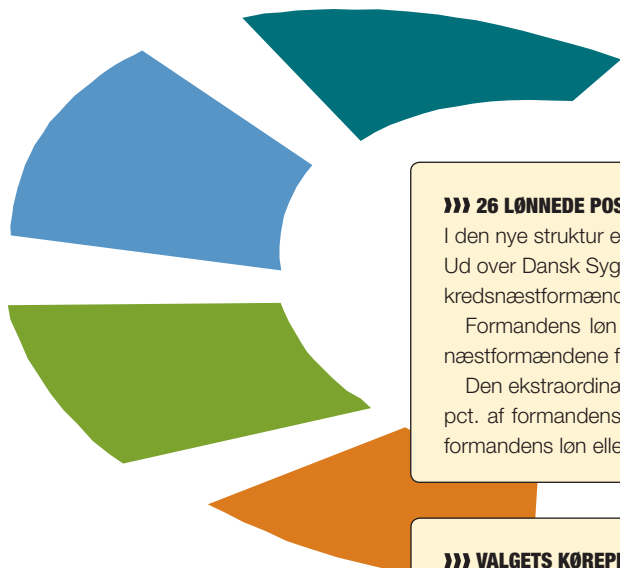 26 LØNNEDE POS
I den nye struktur e
Ud over Dansk Syg
kredsnæstformænd
Formandens løn
næstformændene f
Den ekstraordinæ
pct. af formandens
formandens løn elle
VALGETS KØREP